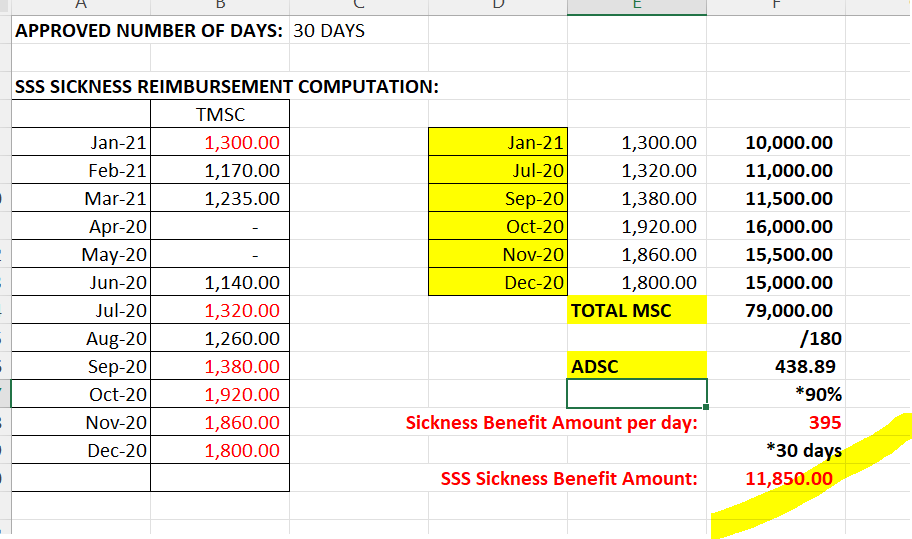 A B C D E F
APPROVED NUMBER OF DAYS: 30 DAYS
SSS SICKNESS REIMBURSEMENT COMPUTATION:
TMSC
Jan-21 1,300.00 Jan-21 1,300.00 10,000.00
Feb-21 1,170.00 Jul-20 1,320.00 11,000.00
Mar-21 1,235.00 Sep-20 1,380.00 11,500.00
Apr-20 - Oct-20 1,920.00 16,000.00
May-20 - Nov-20 1,860.00 15,500.00
Jun-20 1,140.00 Dec-20 1,800.00 15,000.00
Jul-20 1,320.00 TOTAL MSC 79,000.00
Aug-20 1,260.00 /180
Sep-20 1,380.00 ADSC 438.89
Oct-20 1,920.00 *90%
Nov-20 1,860.00 Sickness Benefit Amount per day: 395
Dec-20 1,800.00 *30 days
SSS Sickness Benefit Amount: 11,850.00